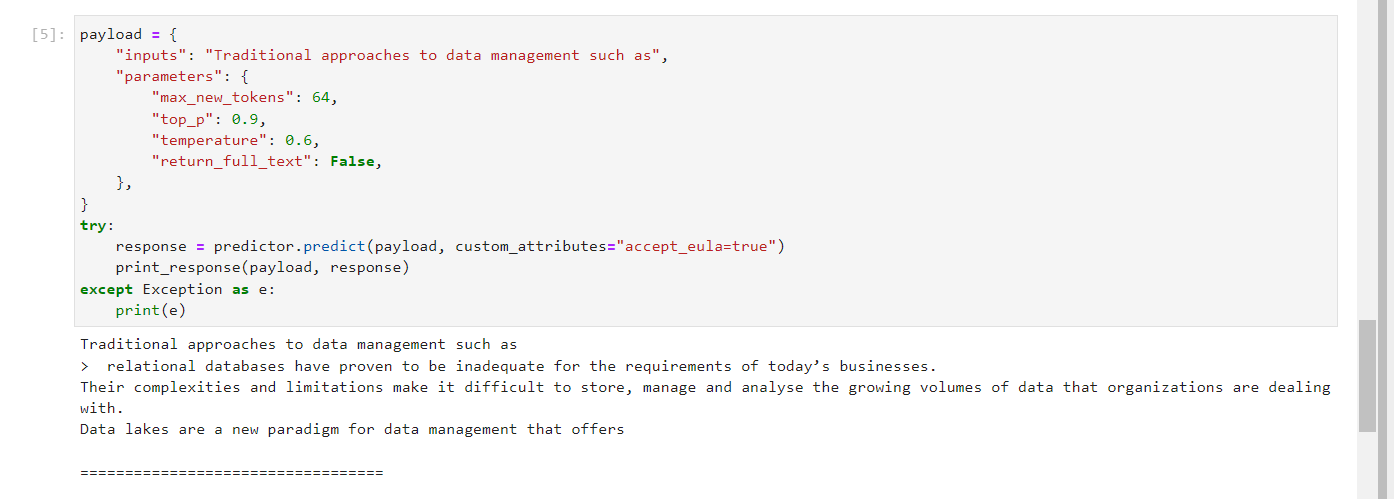 [5]: payload = {
    "inputs": "Traditional approaches to data management such as",
    "parameters": {
        "max_new_tokens": 64,
        "top_p": 0.9,
        "temperature": 0.6,
        "return_full_text": False,
    },
}
try:
    response = predictor.predict(payload, custom_attributes="accept_eula=true")
    print_response(payload, response)
except Exception as e:
    print(e)
Traditional approaches to data management such as
>  relational databases have proven to be inadequate for the requirements of today’s businesses.
Their complexities and limitations make it difficult to store, manage and analyse the growing volumes of data that organizations are dealing
with.
Data lakes are a new paradigm for data management that offers
==================================